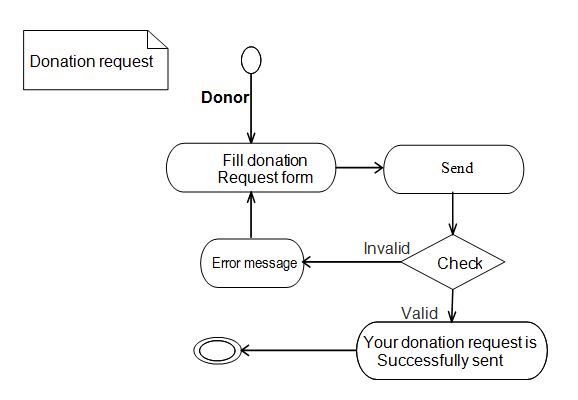 Donation request
Donor
Fill donation
Request form
Send
Invalid
Error message
Check
Valid
Your donation request is
Successfully sent